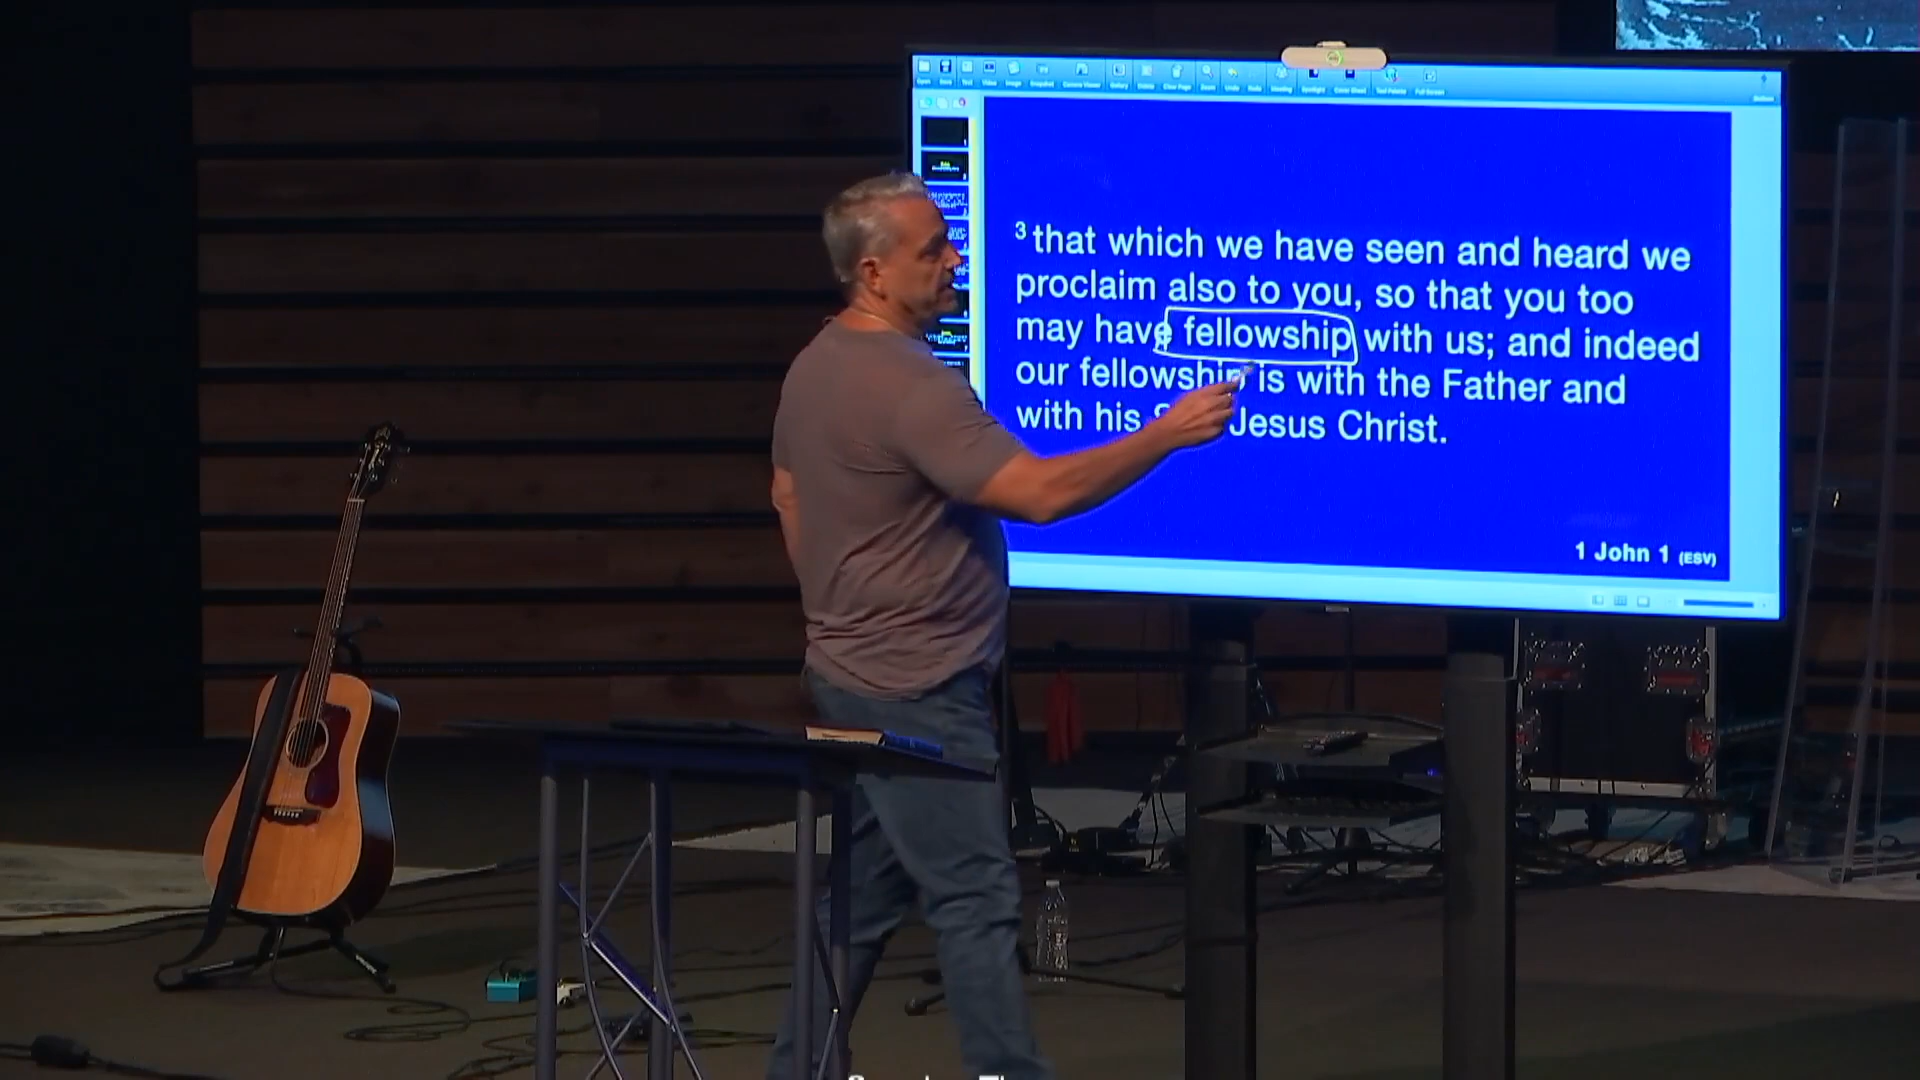 3 that which we have seen and heard we
proclaim also to you, so that you too
may have fellowship with us; and indeed
our fellowship is with the Father and
with his Jesus Christ.
1 John 1 (ESV)